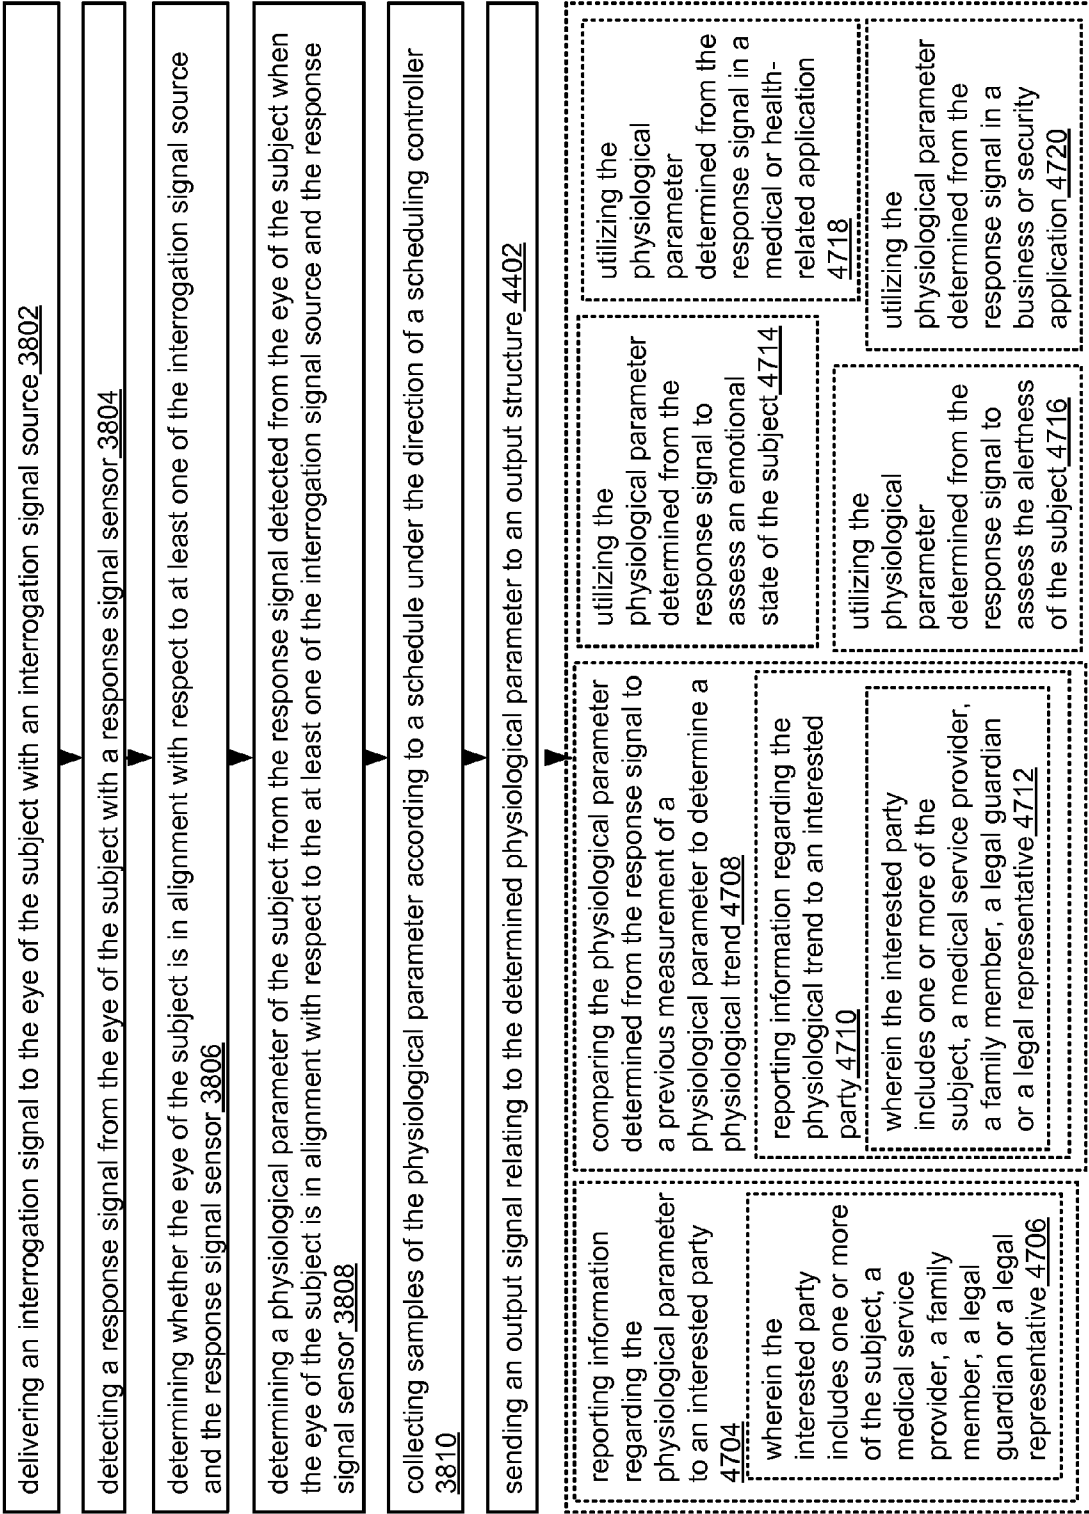 delivering an interrogation signal to the eye of the subject with an interrogation signal source 3802
detecting a response signal from the eye of the subject with a response signal sensor 3804
determining whether the eye of the subject is in alignment with respect to at least one of the interrogation signal source
and the response signal sensor 3806
determining a physiological parameter of the subject from the response signal detected from the eye of the subject when
the eye of the subject is in alignment with respect to the at least one of the interrogation signal source and the response
signal sensor 3808
collecting samples of the physiological parameter according to a schedule under the direction of a scheduling controller
3810
sending an output signal relating to the determined physiological parameter to an output structure 4402
reporting information
regarding the
physiological parameter
to an interested party
4704
wherein the
interested party
includes one or more
of the subject, a
medical service
provider, a family
member, a legal
guardian or a legal
representative 4706
comparing the physiological parameter
determined from the response signal to
a previous measurement of a
physiological parameter to determine a
physiological trend 4708
reporting information regarding the
physiological trend to an interested
party 4710
wherein the interested party
includes one or more of the
subject, a medical service provider,
a family member, a legal guardian
or a legal representative 4712
utilizing the
physiological parameter
determined from the
response signal to
assess an emotional
state of the subject 4714
utilizing the
physiological
parameter
determined from the
response signal to
assess the alertness
of the subject 4716
utilizing the
physiological
parameter
determined from the
response signal in a
medical or health-
related application
4718
utilizing the
physiological parameter
determined from the
response signal in a
business or security
application 4720